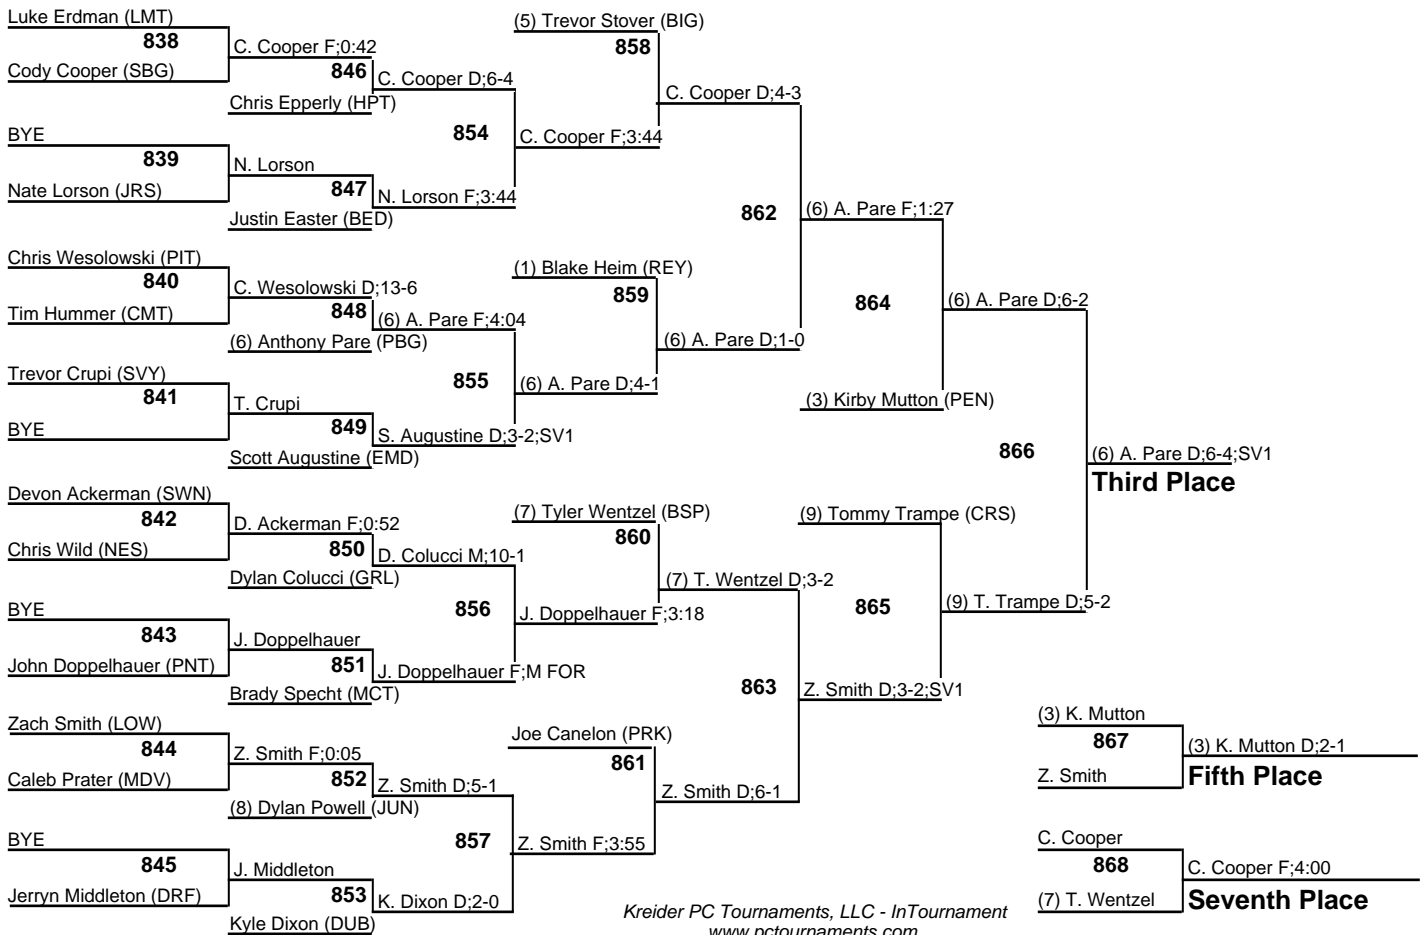 Luke Erdman (LMT)
838
Cody Cooper (SBG)
C. Cooper F;0:42
846
Chris Epperly (HPT)
C. Cooper D;6-4
BYE
839
Nate Lorson (JRS)
N. Lorson
847
Justin Easter (BED)
N. Lorson F;3:44
854
C. Cooper F;3:44
(5) Trevor Stover (BIG)
858
C. Cooper D;4-3
Chris Wesolowski (PIT)
840
Tim Hummer (CMT)
C. Wesolowski D;13-6
848
(6) Anthony Pare (PBG)
(6) A. Pare F;4:04
Trevor Crupi (SVY)
841
BYE
T. Crupi
849
Scott Augustine (EMD)
S. Augustine D;3-2;SV1
855
(6) A. Pare D;4-1
(1) Blake Heim (REY)
859
(6) A. Pare D;1-0
862
(6) A. Pare F;1:27
864
(3) Kirby Mutton (PEN)
(6) A. Pare D;6-2
Devon Ackerman (SWN)
842
Chris Wild (NES)
D. Ackerman F;0:52
850
Dylan Colucci (GRL)
D. Colucci M;10-1
BYE
843
John Doppelhauer (PNT)
J. Doppelhauer
851
Brady Specht (MCT)
J. Doppelhauer F;M FOR
856
J. Doppelhauer F;3:18
(7) Tyler Wentzel (BSP)
860
(7) T. Wentzel D;3-2
Zach Smith (LOW)
844
Caleb Prater (MDV)
Z. Smith F;0:05
852
(8) Dylan Powell (JUN)
Z. Smith D;5-1
BYE
845
Jerryn Middleton (DRF)
J. Middleton
853
Kyle Dixon (DUB)
K. Dixon D;2-0
857
Z. Smith F;3:55
Joe Canelon (PRK)
861
Z. Smith D;6-1
863
Z. Smith D;3-2;SV1
(9) Tommy Trampe (CRS)
865
(9) T. Trampe D;5-2
866
(6) A. Pare D;6-4;SV1
Third Place
(3) K. Mutton
867
Z. Smith
(3) K. Mutton D;2-1
Fifth Place
C. Cooper
868
(7) T. Wentzel
C. Cooper F;4:00
Seventh Place
Kreider PC Tournaments, LLC - InTournament
www.pctournaments.com